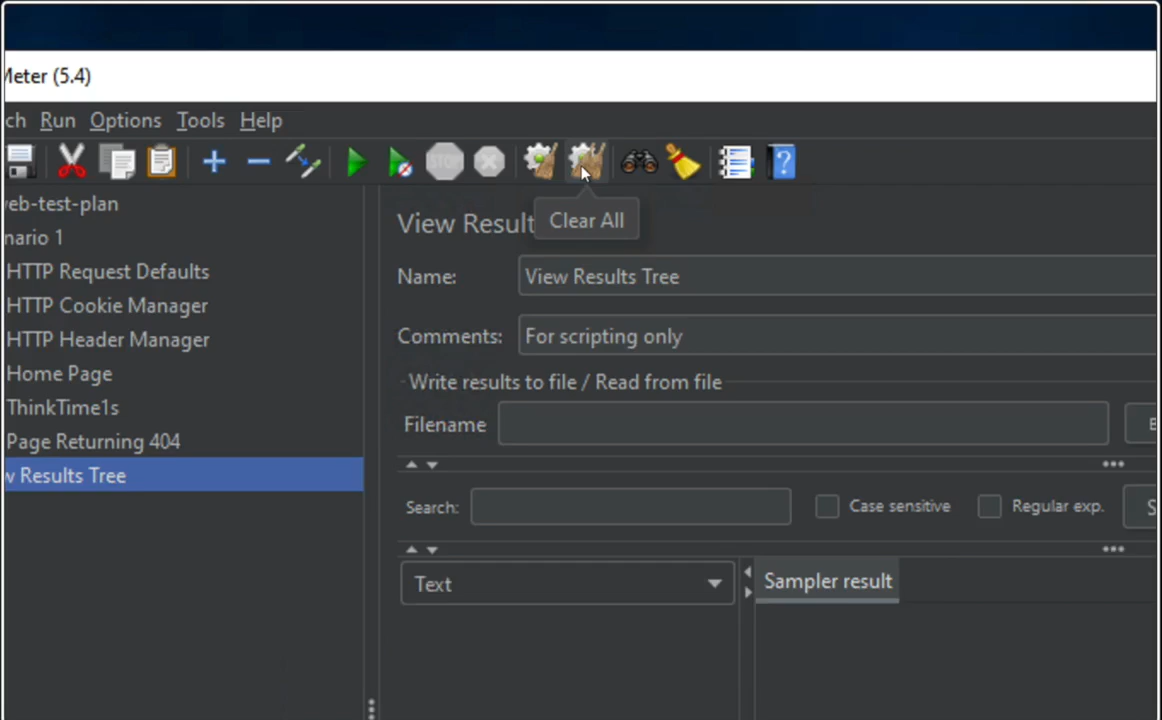 Meter (5.4)
ch Run Options Tools Help
STOP
web-test-plan
nario 1
HTTP Request Defaults
HTTP Cookie Manager
HTTP Header Manager
Home Page
ThinkTime1s
Page Returning 404
w Results Tree
View Result
Clear All
Name: View Results Tree
Comments: For scripting only
Write results to file / Read from file
Filename
Search: Case sensitive Regular exp. S
Text
Sampler result